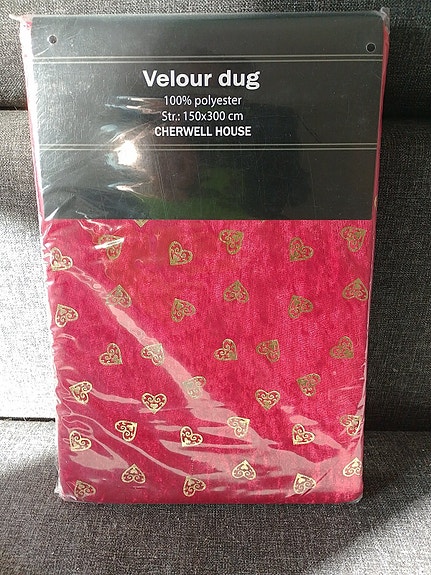 Velour dug
100% polyester
Str.: 150x300 cm
CHERWELL HOUSE